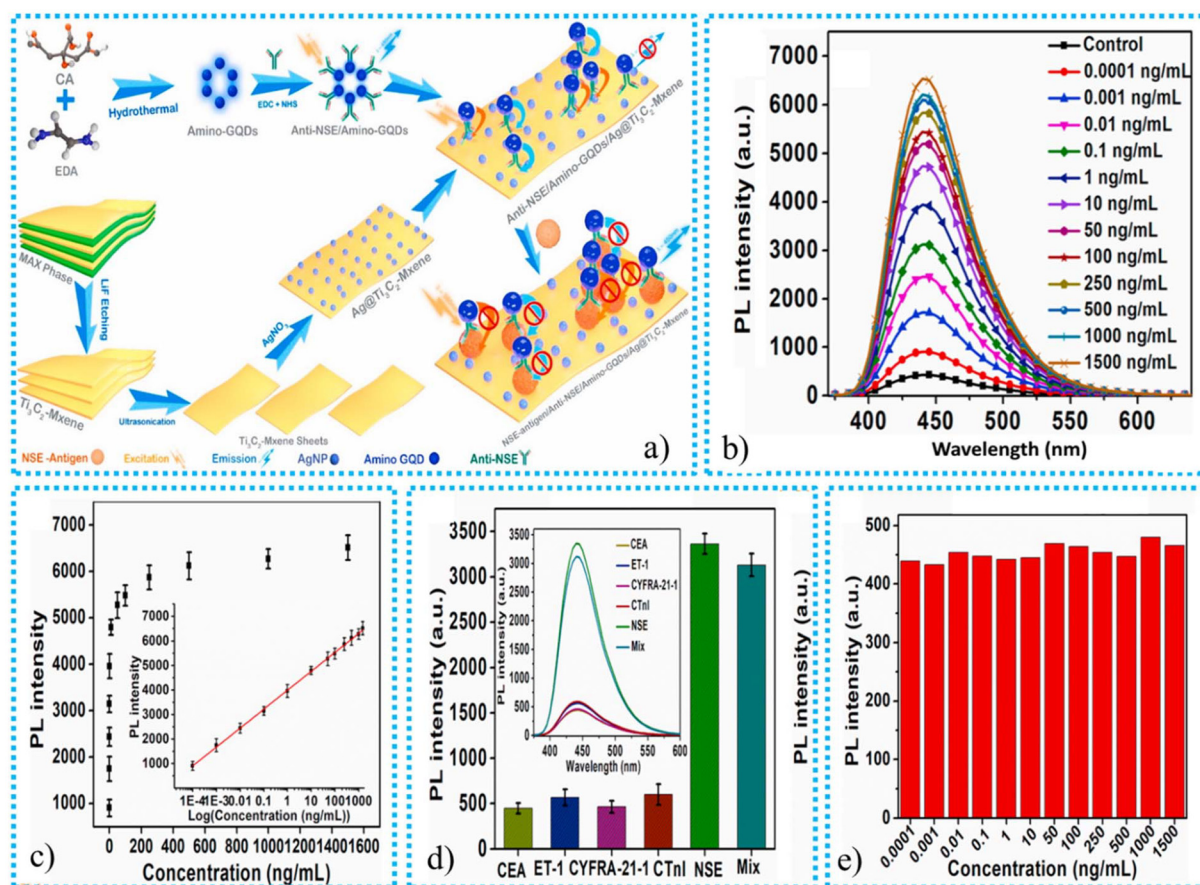 CA
EDA
Hydrothermal
Amino-GQDs
EDC + NHS
Anti-NSE/Amino-GQDs
Anti-NSE/Amino-GQDs/Ag@Ti3C2-Mxene
MAX Phase
LiF Etching
Ti3C2-Mxene
Ultrasonication
Ti3C2-Mxene Sheets
AgNO3
Ag@Ti3C2-Mxene
NSE-antigen/Anti-NSE/Amino-GQDs/Ag@Ti3C2-Mxene
NSE -Antigen
Excitation
Emission
AgNP
Amino GQD
Anti-NSE
a)
PL intensity (a.u.)
7000
6000
5000
4000
3000
2000
1000
0
400 450 500 550 600
Wavelength (nm)
Control
0.0001 ng/mL
0.001 ng/mL
0.01 ng/mL
0.1 ng/mL
1 ng/mL
10 ng/mL
50 ng/mL
100 ng/mL
250 ng/mL
500 ng/mL
1000 ng/mL
1500 ng/mL
b)
PL intensity
7000
6000
5000
4000
3000
2000
1000
0 200 400 600 800 1000 1200 1400 1600
Concentration (ng/mL)
PL intensity
7000
6000
5000
4000
3000
2000
1000
1E-4 1E-3 0.01 0.1 1 10 100 1000
Log(Concentration (ng/mL))
c)
PL intensity (a.u.)
3500
3000
2500
2000
1500
1000
500
0
CEA ET-1 CYFRA-21-1 CTnI NSE Mix
PL intensity (a.u.)
3500
3000
2500
2000
1500
1000
500
0
400 450 500 550 600
Wavelength (nm)
CEA
ET-1
CYFRA-21-1
CTnI
NSE
Mix
d)
PL intensity (a.u.)
PL intensity (a.u.)
500
400
300
200
100
0
0.0001 0.001 0.01 0.1 1 10 50 100 250 500 1000 1500
Concentration (ng/mL)
e)